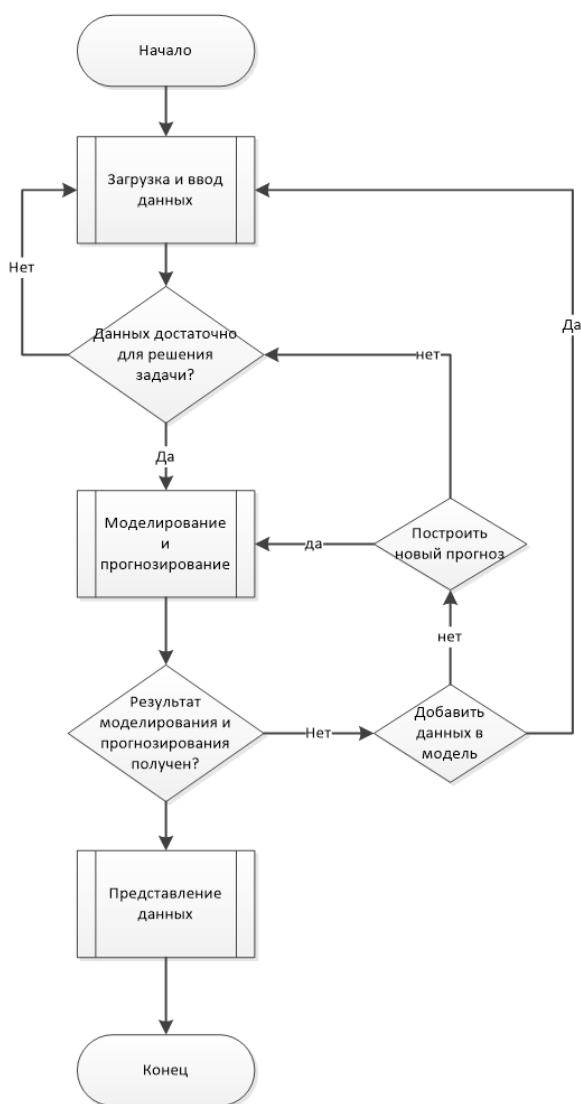 Начало
Загрузка и ввод
данных
Нет
Да
Данных достаточно
для решения
задачи?
нет
Да
Моделирование
и
прогнозирование
да
Построить
новый прогноз
нет
Результат
моделирования и
прогнозирования
получен?
Нет
Добавить
данных в
модель
Представление
данных
Конец